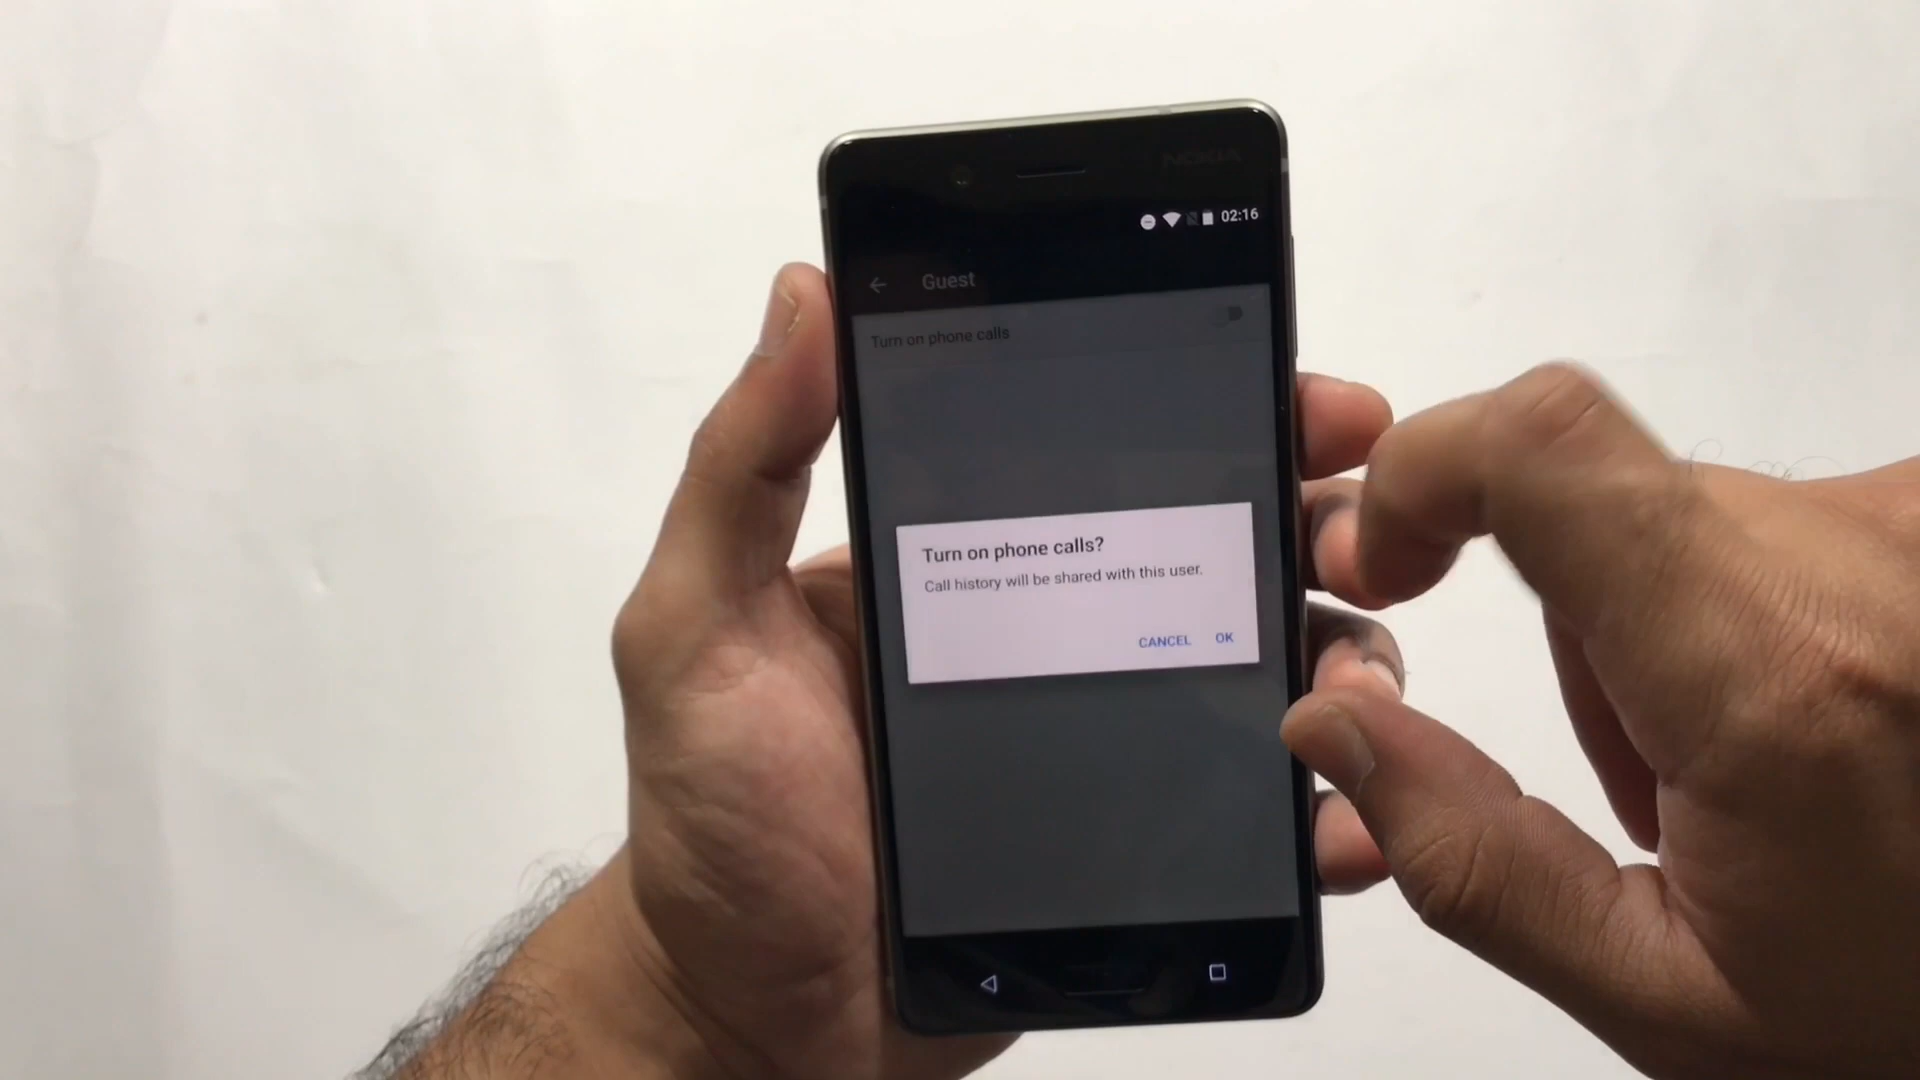 NOKIA
02:16
Guest
Turn on phone calls
Turn on phone calls?
Call history will be shared with this user.
CANCEL OK